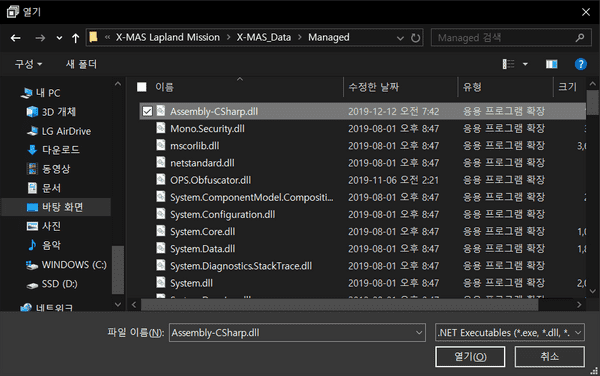 열기
« X-MAS Lapland Mission › X-MAS_Data › Managed
Managed 검색
구성
새 폴더
이름 수정한 날짜 유형 크기
내 PC
3D 개체
LG AirDrive
다운로드
동영상
문서
바탕 화면
사진
음악
WINDOWS (C:)
SSD (D:)
네트워크
Assembly-CSharp.dll 2019-12-12 오전 7:42 응용 프로그램 확장
Mono.Security.dll 2019-08-01 오후 8:47 응용 프로그램 확장
mscorlib.dll 2019-08-01 오후 8:47 응용 프로그램 확장 3,6
netstandard.dll 2019-08-01 오후 8:47 응용 프로그램 확장
OPS.Obfuscator.dll 2019-11-06 오전 2:21 응용 프로그램 확장
System.ComponentModel.Compositi... 2019-08-01 오후 8:47 응용 프로그램 확장 2
System.Configuration.dll 2019-08-01 오후 8:47 응용 프로그램 확장
System.Core.dll 2019-08-01 오후 8:47 응용 프로그램 확장 1,0
System.Data.dll 2019-08-01 오후 8:47 응용 프로그램 확장 1,8
System.Diagnostics.StackTrace.dll 2019-08-01 오후 8:47 응용 프로그램 확장
System.dll 2019-08-01 오후 8:47 응용 프로그램 확장 2,0
파일 이름(N): Assembly-CSharp.dll
.NET Executables (*.exe, *.dll, *.
열기(O) 취소